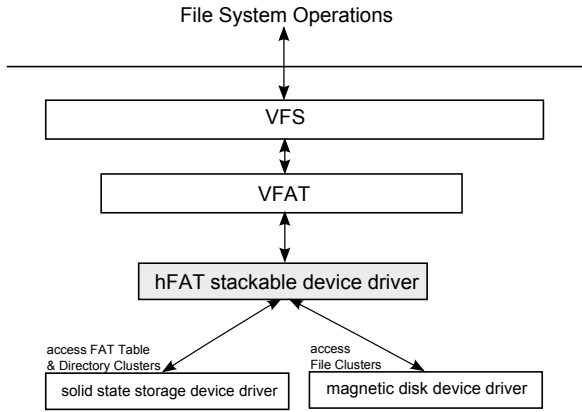 File System Operations
VFS
VFAT
hFAT stackable device driver
access FAT Table
& Directory Clusters
access
File Clusters
solid state storage device driver
magnetic disk device driver